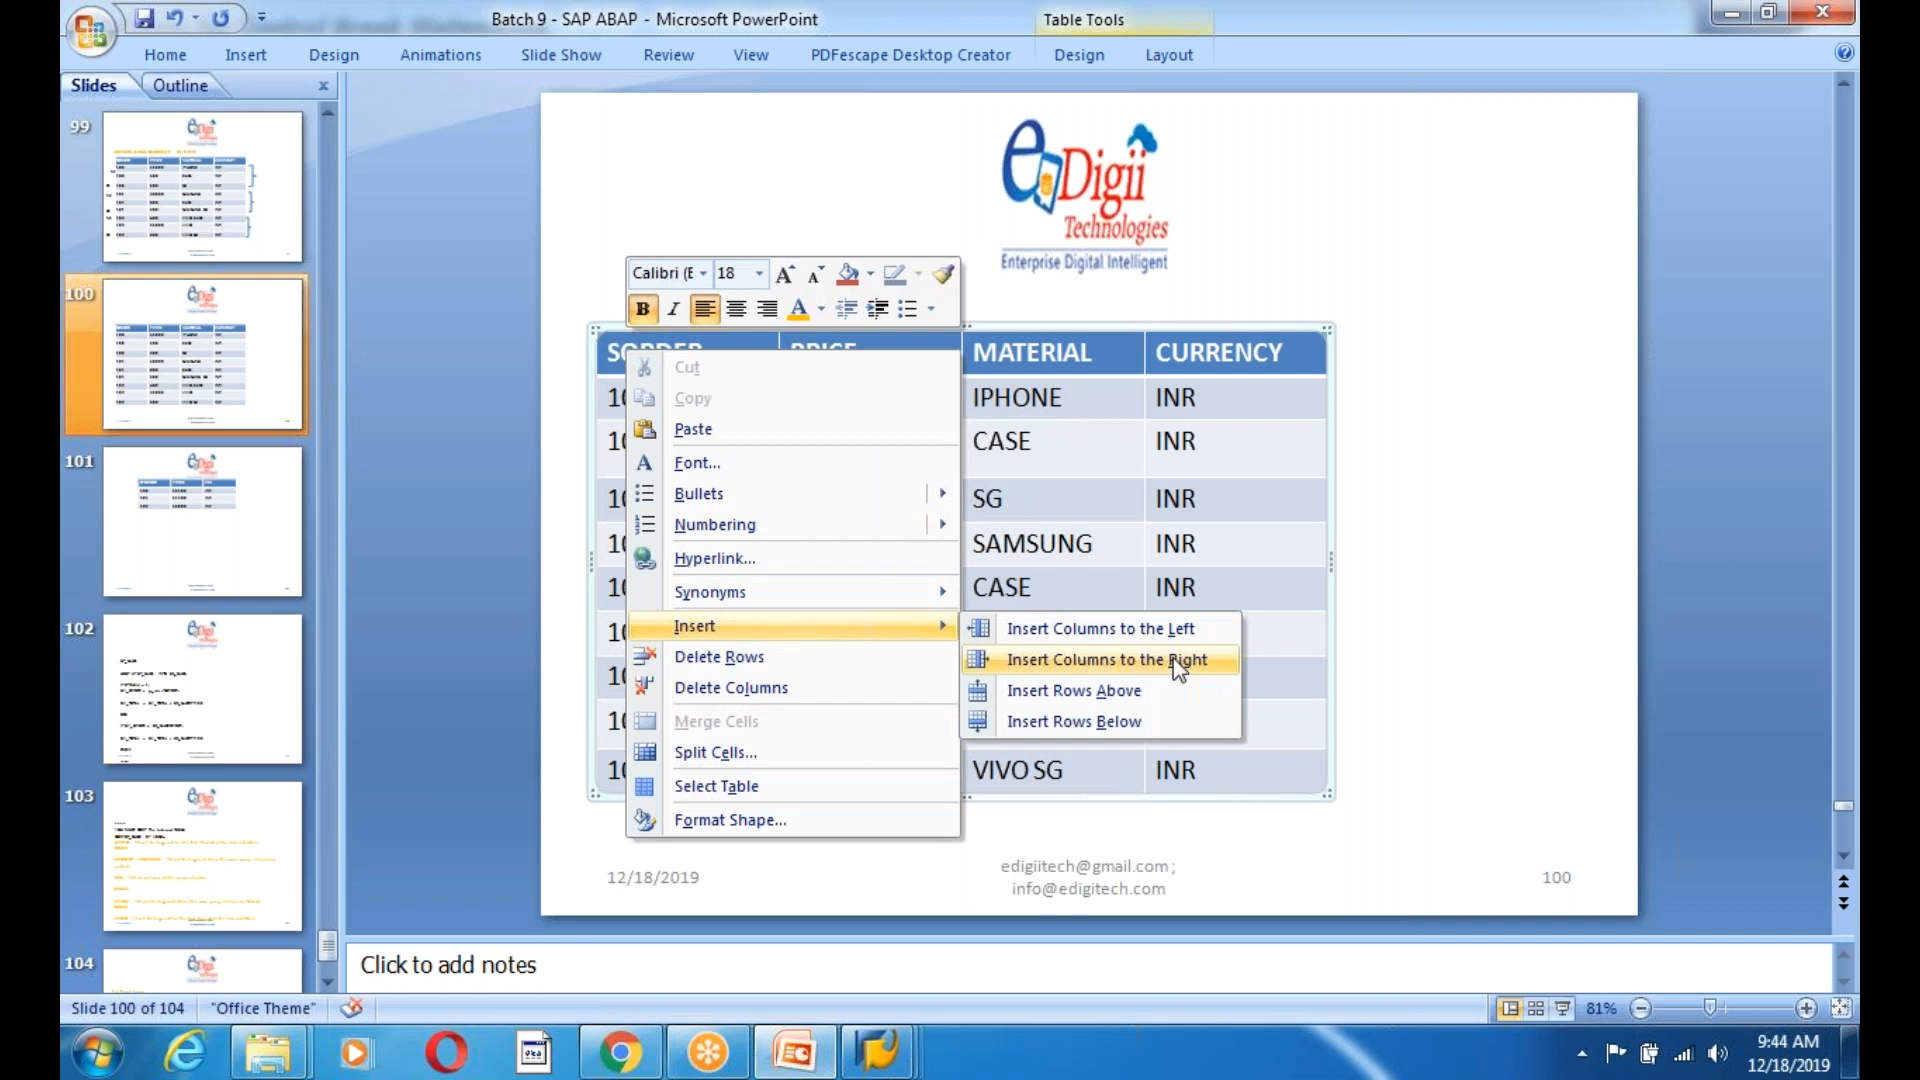 Batch 9 - SAP ABAP - Microsoft PowerPoint
Table Tools
Home Insert Design Animations Slide Show Review View PDFescape Desktop Creator Design Layout
Slides Outline
99
100
101
102
103
104
eDigii
Technologies
Enterprise Digital Intelligent
Calibri (E 18
MATERIAL CURRENCY
IPHONE INR
CASE INR
SG INR
SAMSUNG INR
CASE INR
VIVO SG INR
Cut
Copy
Paste
Font...
Bullets
Numbering
Hyperlink...
Synonyms
Insert
Delete Rows
Delete Columns
Merge Cells
Split Cells...
Select Table
Format Shape...
Insert Columns to the Left
Insert Columns to the Right
Insert Rows Above
Insert Rows Below
12/18/2019
edigiitech@gmail.com;
info@edigitech.com
100
Click to add notes
Slide 100 of 104 "Office Theme" 81%
9:44 AM
12/18/2019